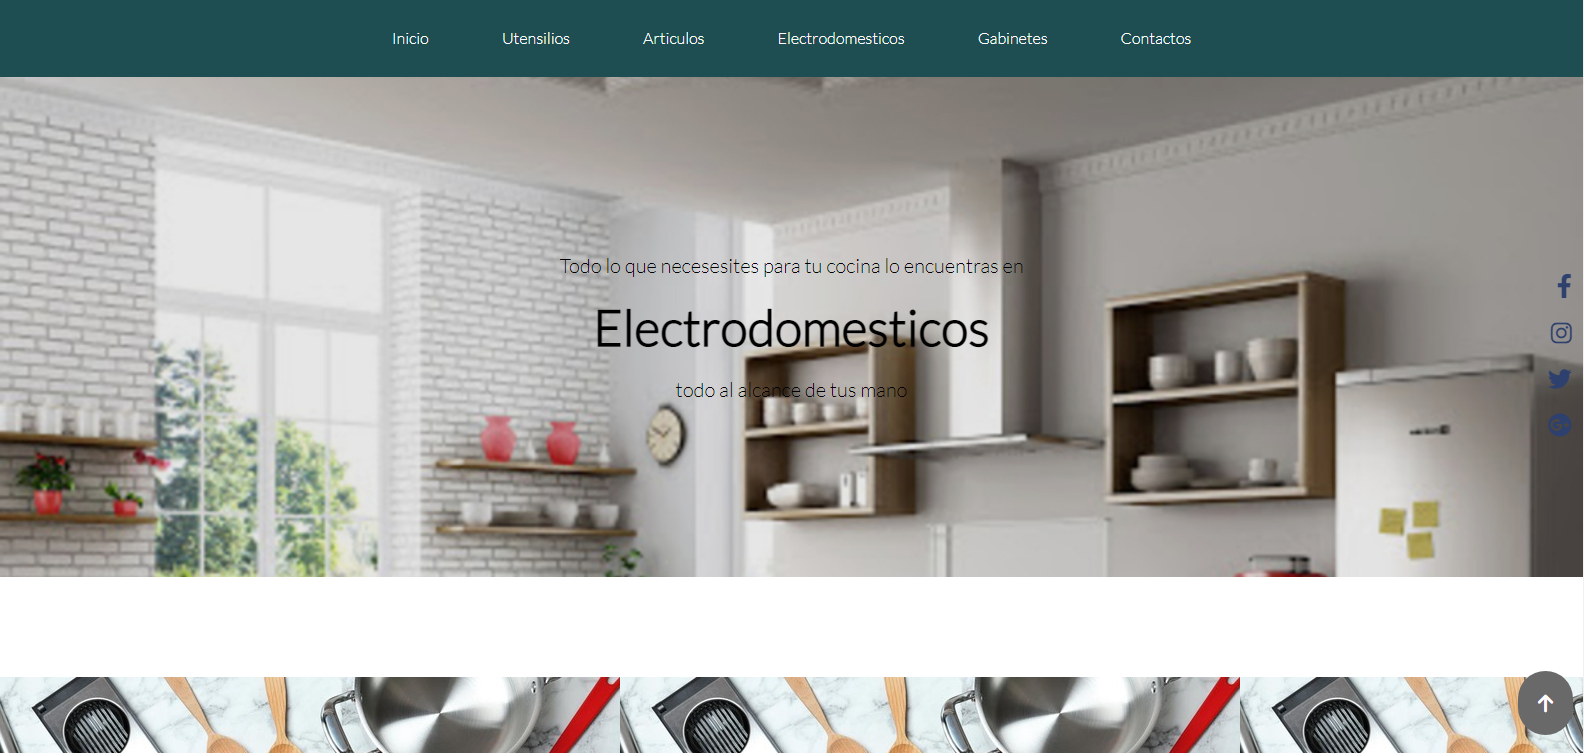 Inicio Utensilios Articulos Electrodomesticos Gabinetes Contactos
Todo lo que necesesites para tu cocina lo encuentras en
Electrodomesticos
todo al alcance de tus mano